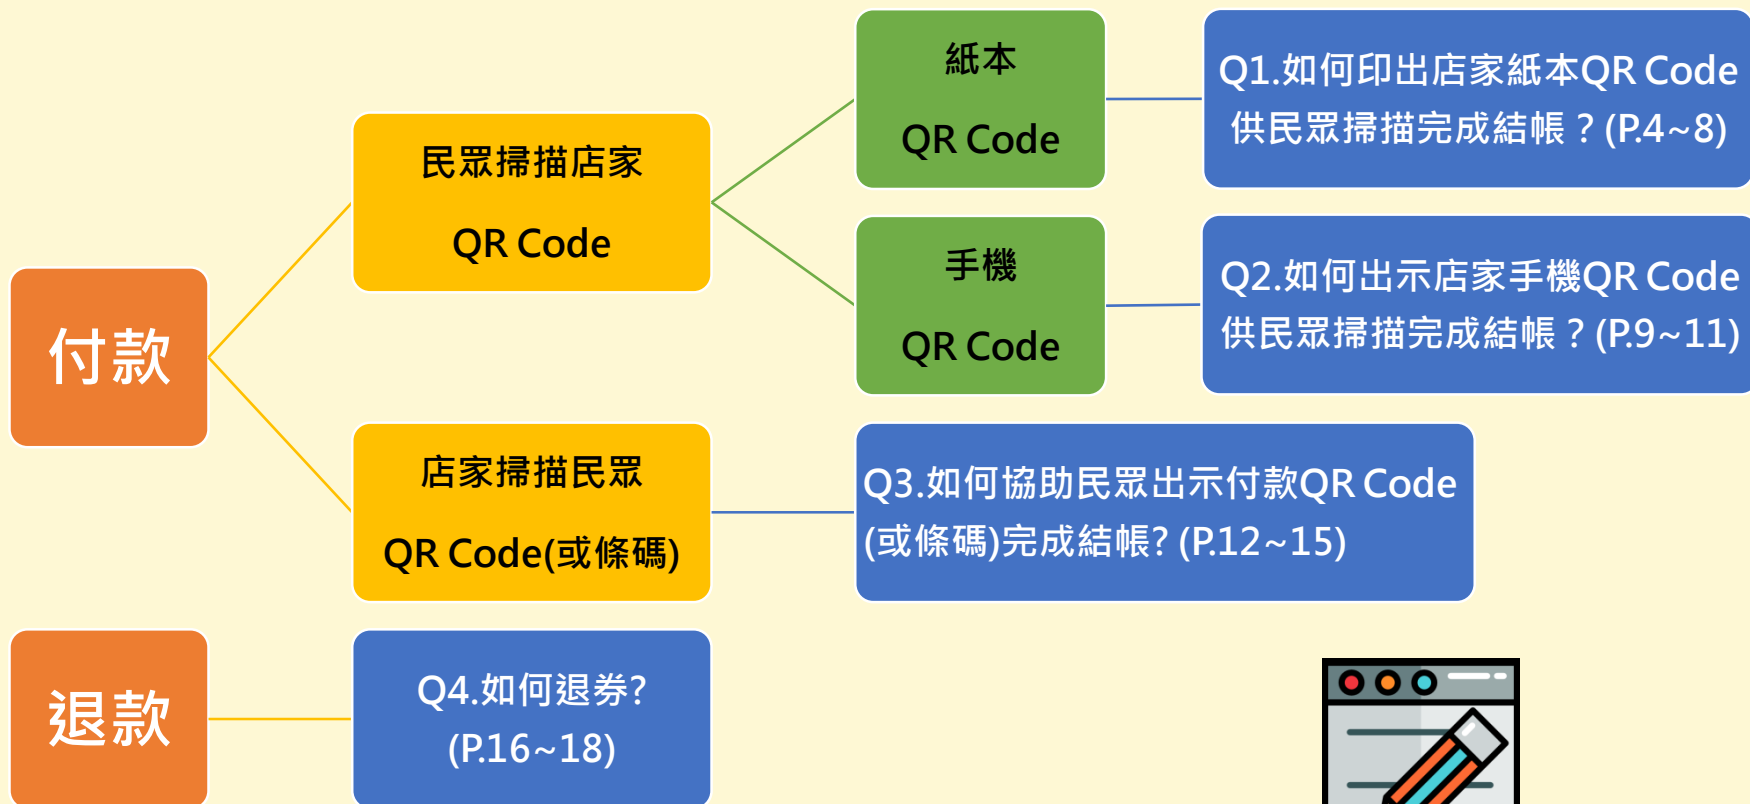 付款
民眾掃描店家
QR Code
紙本
QR Code
Q1.如何印出店家紙本QR Code
供民眾掃描完成結帳？(P.4~8)
手機
QR Code
Q2.如何出示店家手機QR Code
供民眾掃描完成結帳？(P.9~11)
店家掃描民眾
QR Code(或條碼)
Q3.如何協助民眾出示付款QR Code
(或條碼)完成結帳? (P.12~15)
退款
Q4.如何退券?
(P.16~18)